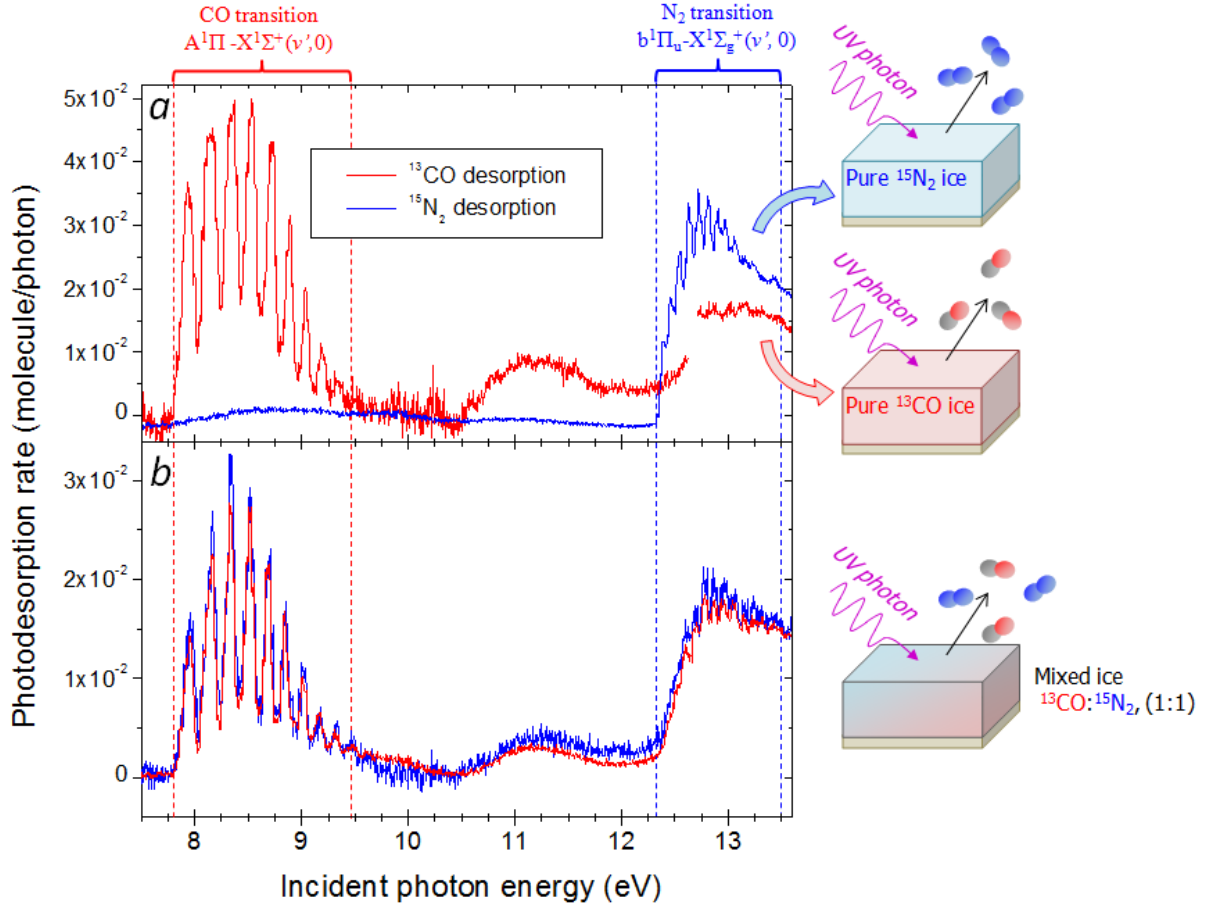 CO transition
A¹Π -X¹Σ⁺(v’,0)
N₂ transition
b¹Πᵤ-X¹Σg⁺(v’, 0)
a
5x10⁻²
4x10⁻²
3x10⁻²
2x10⁻²
1x10⁻²
0
¹³CO desorption
¹⁵N₂ desorption
b
3x10⁻²
2x10⁻²
1x10⁻²
0
Photodesorption rate (molecule/photon)
8 9 10 11 12 13
Incident photon energy (eV)
UV photon
Pure ¹⁵N₂ ice
UV photon
Pure ¹³CO ice
UV photon
Mixed ice
¹³CO:¹⁵N₂, (1:1)